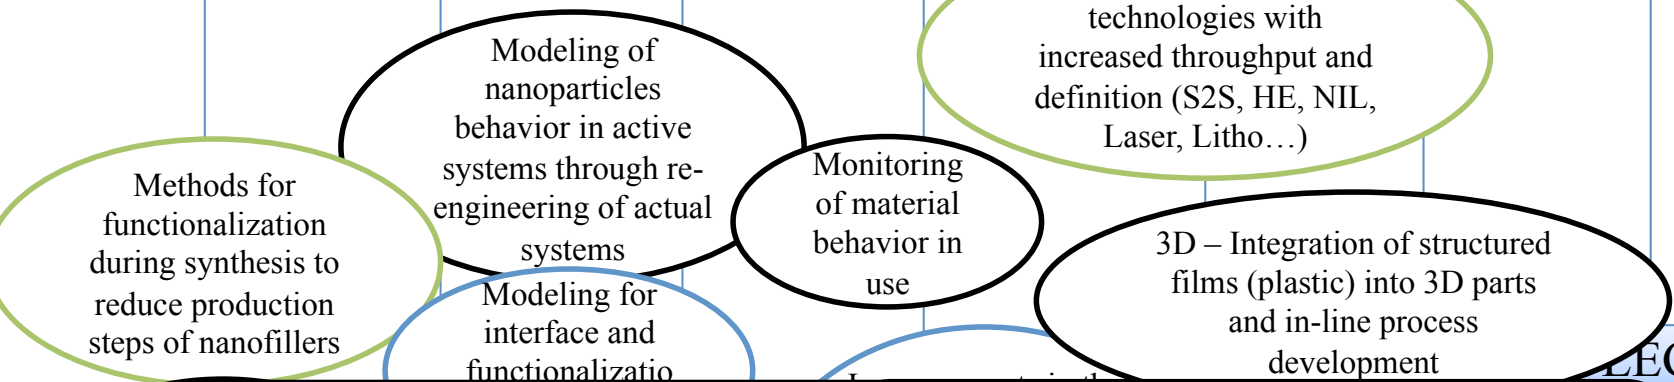 technologies with
increased throughput and
definition (S2S, HE, NIL,
Laser, Litho…)
Modeling of
nanoparticles
behavior in active
systems through re-
engineering of actual
systems
Monitoring
of material
behavior in
use
Methods for
functionalization
during synthesis to
reduce production
steps of nanofillers
3D – Integration of structured
films (plastic) into 3D parts
and in-line process
development
Modeling for
interface and
functionalizatio